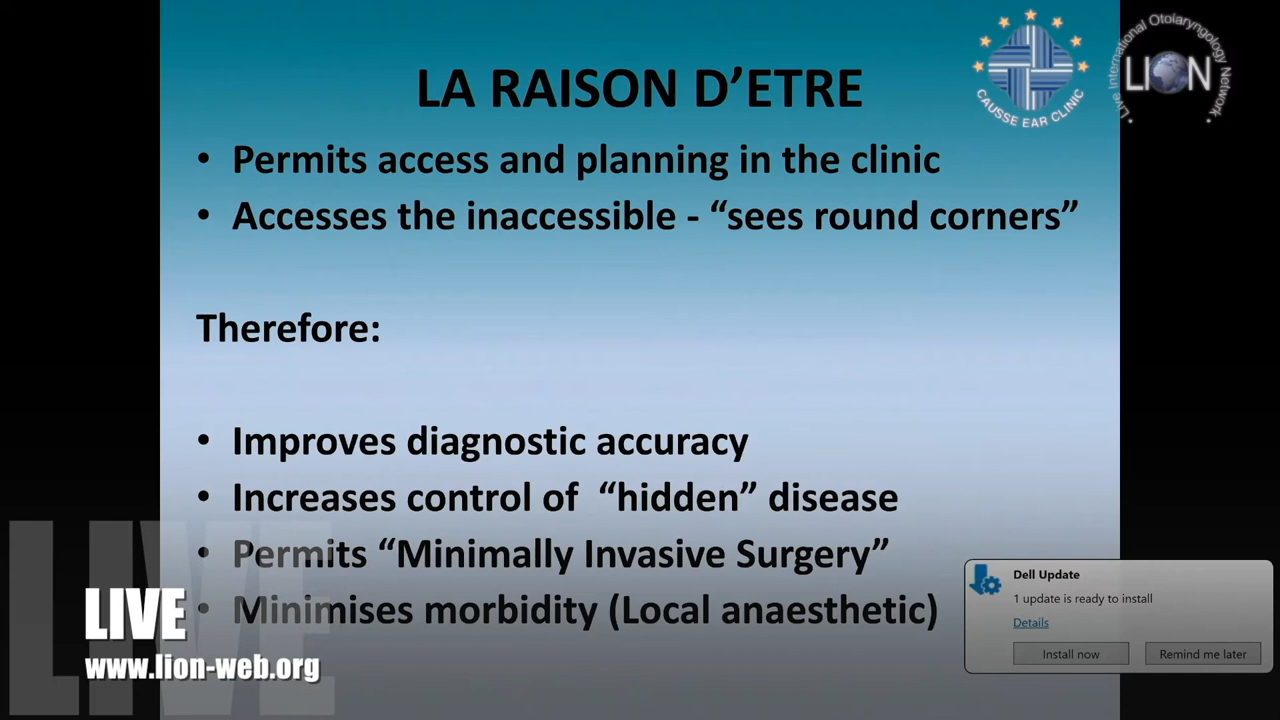 LA RAISON D’ETRE
• Permits access and planning in the clinic
• Accesses the inaccessible - “sees round corners”
Therefore:
• Improves diagnostic accuracy
• Increases control of “hidden” disease
• Permits “Minimally Invasive Surgery”
• Minimises morbidity (Local anaesthetic)
CAUSSE EAR CLINIC
• Live International Otolaryngology Network •
LION
LIVE
LIVE
www.lion-web.org
Dell Update
1 update is ready to install
Details
Install now
Remind me later